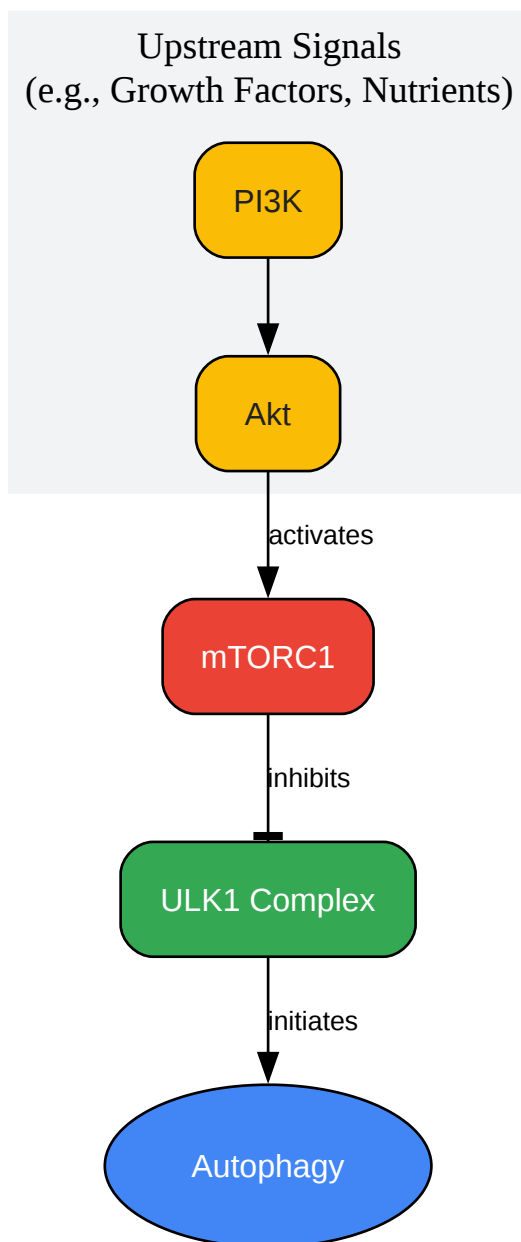 Upstream Signals
(e.g., Growth Factors, Nutrients)
PI3K
Akt
activates
mTORC1
inhibits
ULK1 Complex
initiates
Autophagy